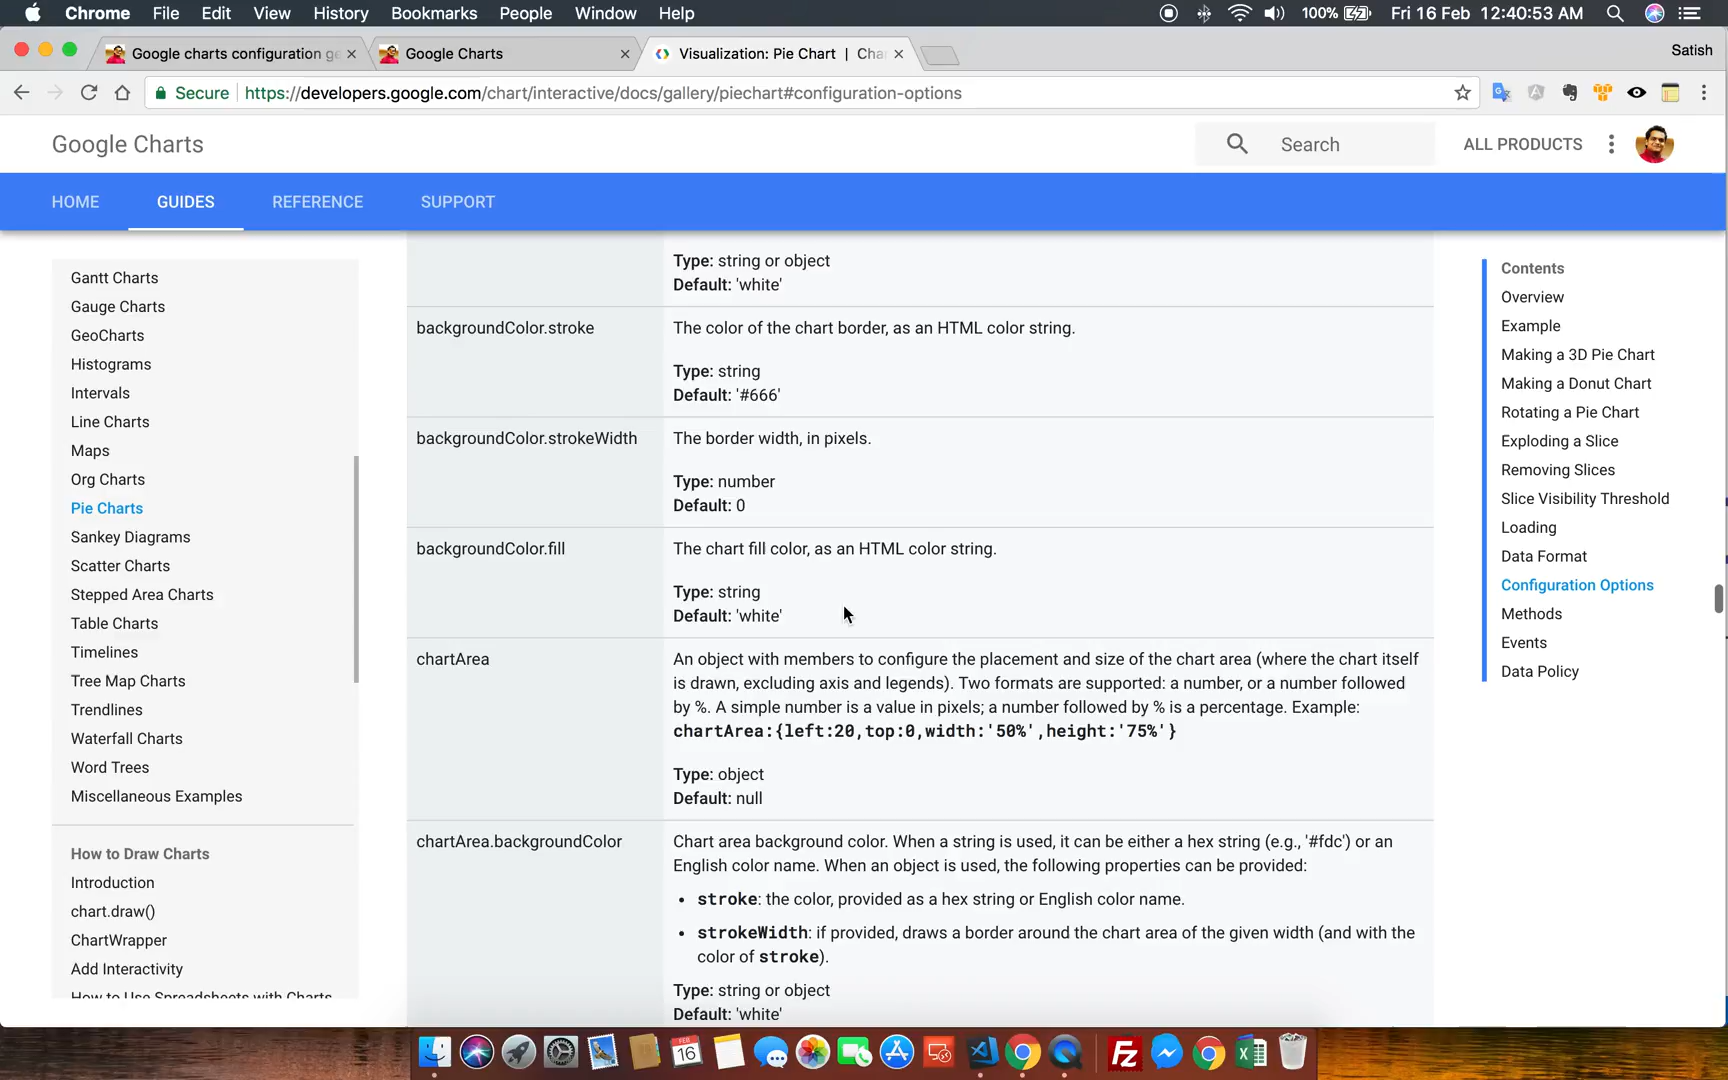 Chrome File Edit View History Bookmarks People Window Help 100% Fri 16 Feb 12:40:53 AM
Google charts configuration ge Google Charts Visualization: Pie Chart | Cha Satish
Secure https://developers.google.com/chart/interactive/docs/gallery/piechart#configuration-options
Google Charts Search ALL PRODUCTS
HOME GUIDES REFERENCE SUPPORT
Gantt Charts
Gauge Charts
GeoCharts
Histograms
Intervals
Line Charts
Maps
Org Charts
Pie Charts
Sankey Diagrams
Scatter Charts
Stepped Area Charts
Table Charts
Timelines
Tree Map Charts
Trendlines
Waterfall Charts
Word Trees
Miscellaneous Examples
How to Draw Charts
Introduction
chart.draw()
ChartWrapper
Add Interactivity
How to Use Spreadsheets with Charts
Type: string or object
Default: 'white'
backgroundColor.stroke
The color of the chart border, as an HTML color string.
Type: string
Default: '#666'
backgroundColor.strokeWidth
The border width, in pixels.
Type: number
Default: 0
backgroundColor.fill
The chart fill color, as an HTML color string.
Type: string
Default: 'white'
chartArea
An object with members to configure the placement and size of the chart area (where the chart itself
is drawn, excluding axis and legends). Two formats are supported: a number, or a number followed
by %. A simple number is a value in pixels; a number followed by % is a percentage. Example:
chartArea:{left:20,top:0,width:'50%',height:'75%'}
Type: object
Default: null
chartArea.backgroundColor
Chart area background color. When a string is used, it can be either a hex string (e.g., '#fdc') or an
English color name. When an object is used, the following properties can be provided:
• stroke: the color, provided as a hex string or English color name.
• strokeWidth: if provided, draws a border around the chart area of the given width (and with the
color of stroke).
Type: string or object
Default: 'white'
Contents
Overview
Example
Making a 3D Pie Chart
Making a Donut Chart
Rotating a Pie Chart
Exploding a Slice
Removing Slices
Slice Visibility Threshold
Loading
Data Format
Configuration Options
Methods
Events
Data Policy
FEB
16
Fz